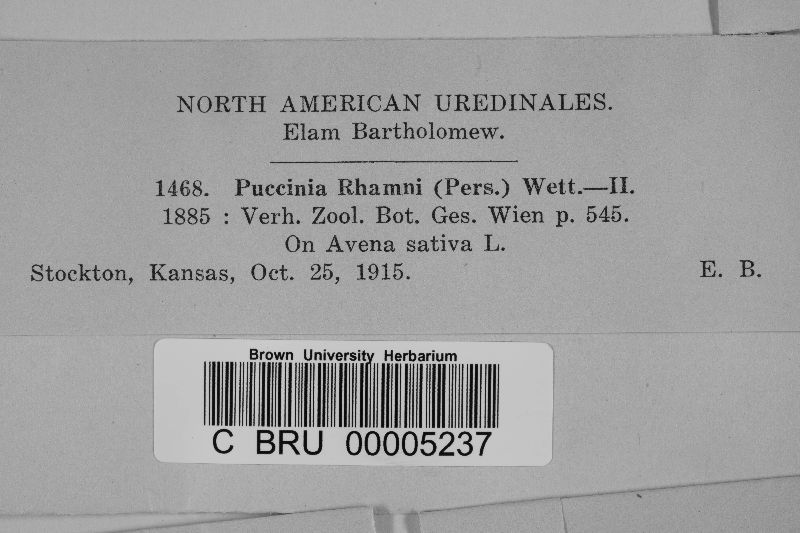 NORTH AMERICAN UREDINALES.
Elam Bartholomew.
1468. Puccinia Rhamni (Pers.) Wett.—II.
1885 : Verh. Zool. Bot. Ges. Wien p. 545.
On Avena sativa L.
Stockton, Kansas, Oct. 25, 1915. E. B.
Brown University Herbarium
C BRU 00005237